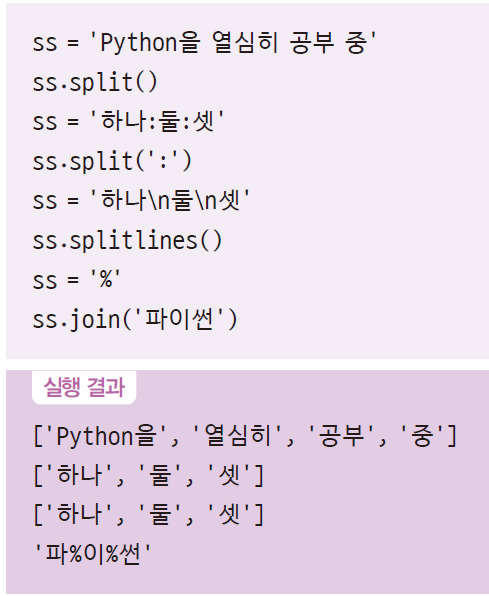 ss = 'Python을 열심히 공부 중'
ss.split()
ss = '하나:둘:셋'
ss.split(':')
ss = '하나\n둘\n셋'
ss.splitlines()
ss = '%'
ss.join('파이썬')
실행 결과
['Python을', '열심히', '공부', '중']
['하나', '둘', '셋']
['하나', '둘', '셋']
'파%이%썬'